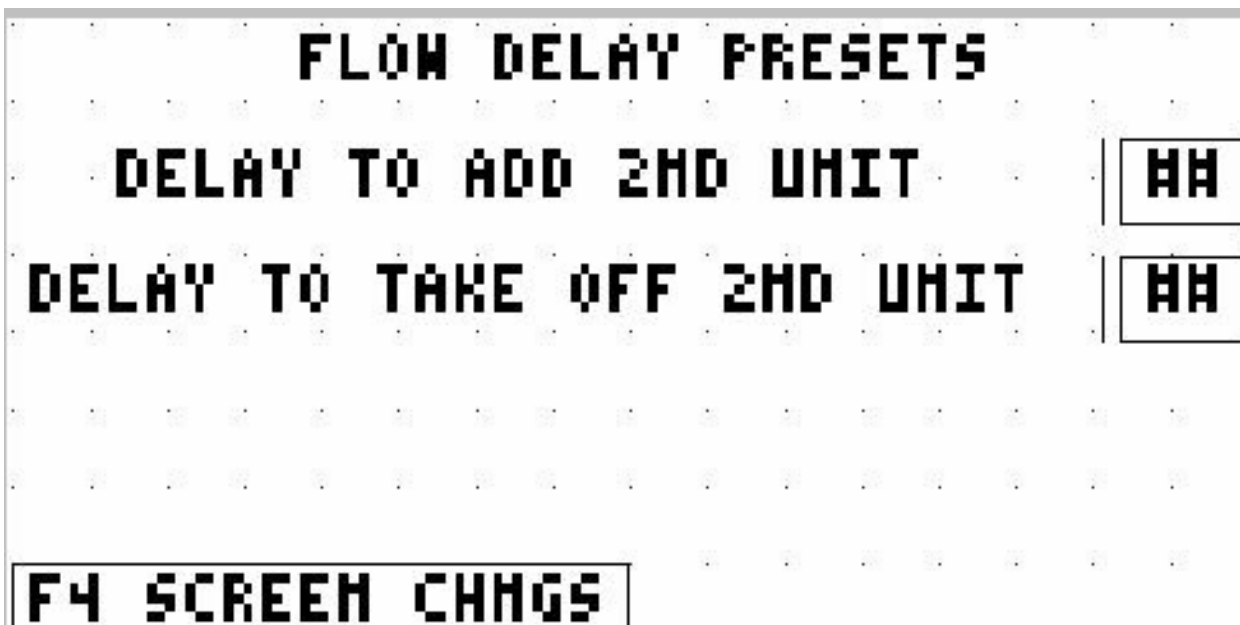 FLOW DELAY PRESETS
DELAY TO ADD 2ND UNIT ##
DELAY TO TAKE OFF 2ND UNIT ##
F4 SCREEN CHNGS